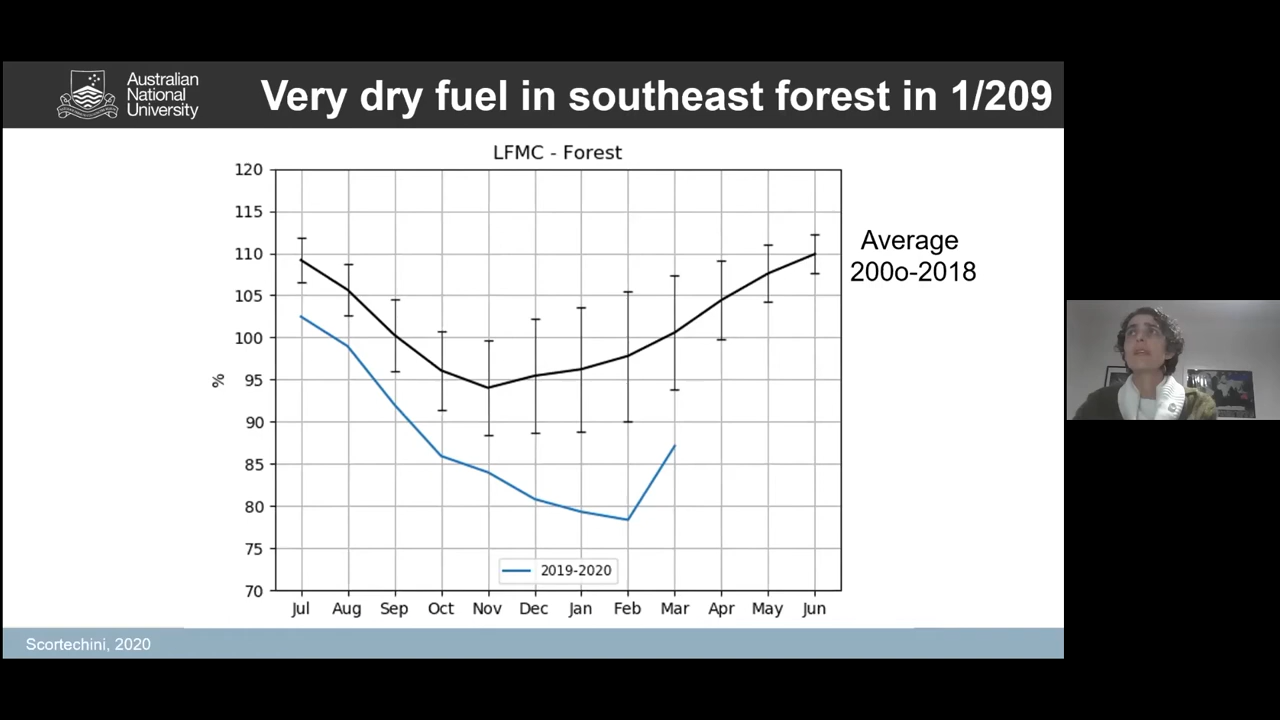 Australian
National
University
Very dry fuel in southeast forest in 1/209
LFMC - Forest
120
115
110
105
100
95
90
85
80
75
70
%
Average
200o-2018
2019-2020
Jul Aug Sep Oct Nov Dec Jan Feb Mar Apr May Jun
Scortechini, 2020